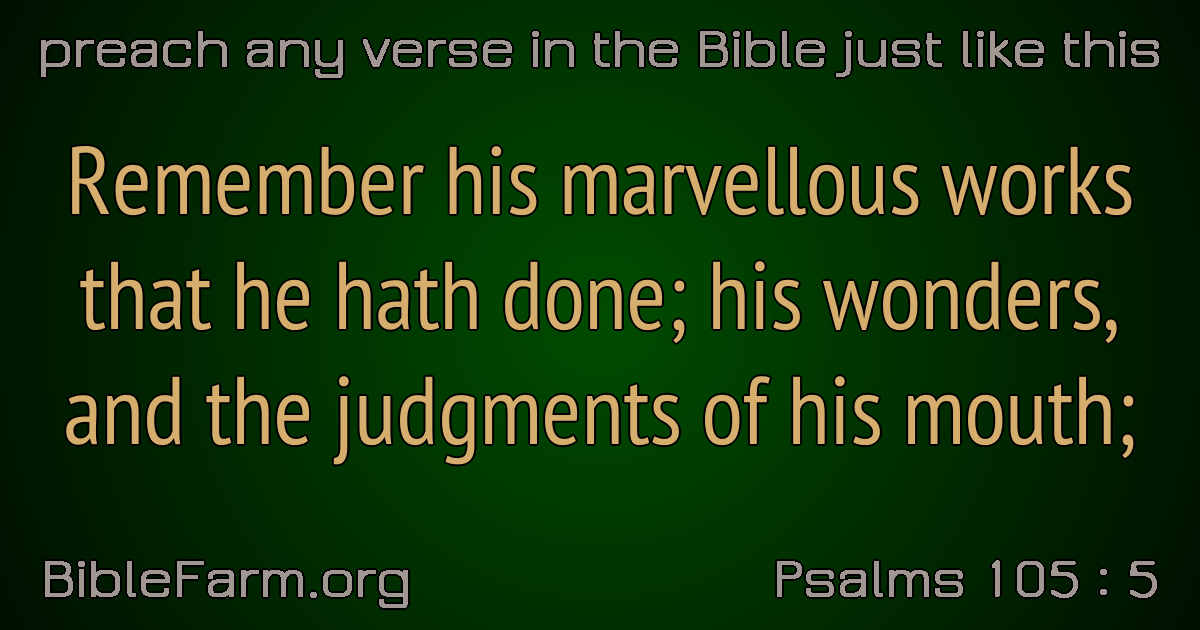 preach any verse in the Bible just like this
Remember his marvellous works
that he hath done; his wonders,
and the judgments of his mouth;
BibleFarm.org
Psalms 105 : 5